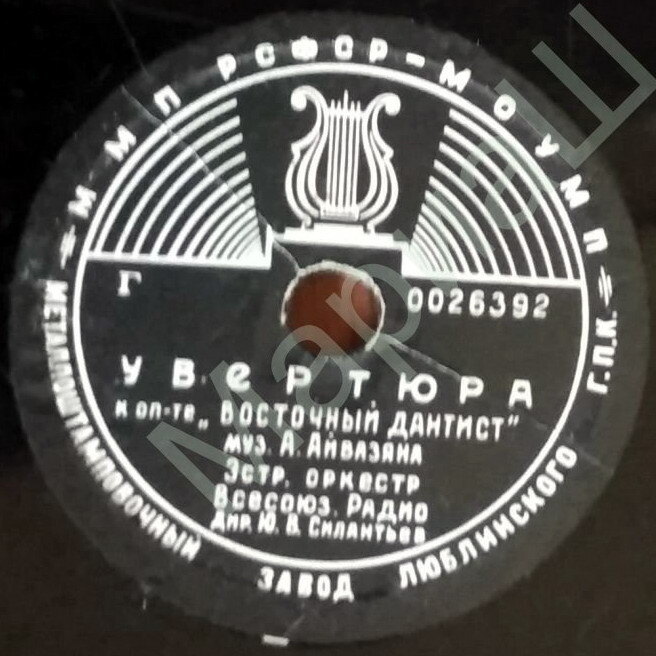 ММП РСФСР-МОУМП
Г 0026392
УВЕРТЮРА
к оп-те „ВОСТОЧНЫЙ ДАНТИСТ"
муз. А. Айвазяна
Эстр. оркестр
Всесоюз. Радио
Дир. Ю. В. Силантьев
МЕТАЛЛОШТАМПОВОЧНЫЙ ЗАВОД ЛЮБЛИНСКОГО Г.П.К.